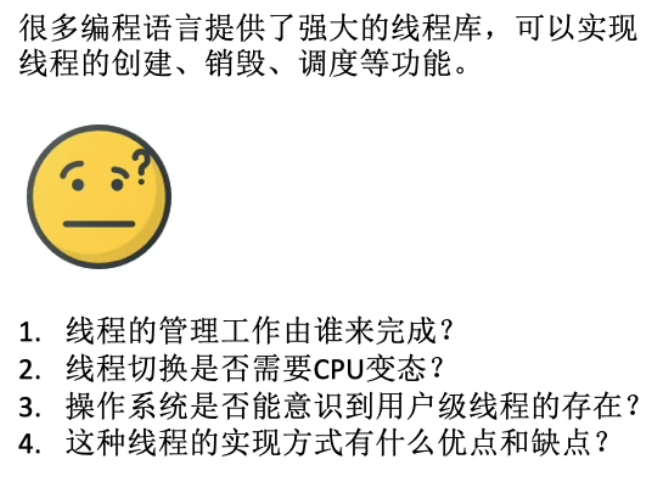 很多编程语言提供了强大的线程库，可以实现
线程的创建、销毁、调度等功能。
?
1. 线程的管理工作由谁来完成？
2. 线程切换是否需要CPU变态？
3. 操作系统是否能意识到用户级线程的存在？
4. 这种线程的实现方式有什么优点和缺点？